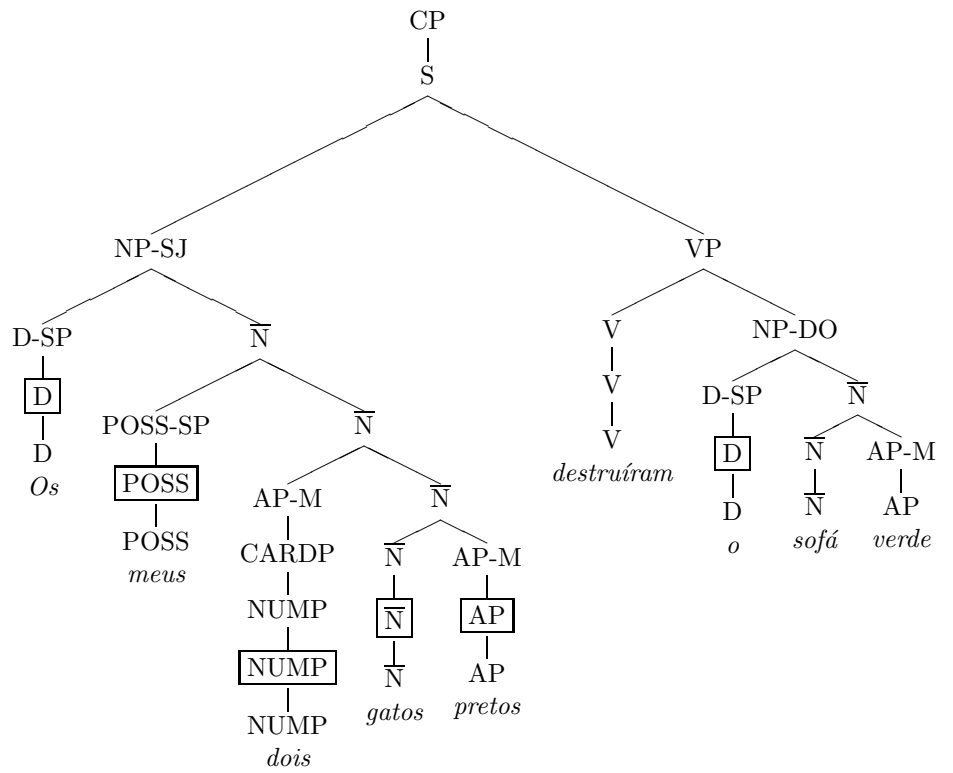 CP
S
NP-SJ VP
D-SP N̅ V NP-DO
D POSS-SP N̅ V D-SP N̅
D POSS AP-M N̅ V D N̅ AP-M
Os POSS CARDP N̅ AP-M destruíram D N̅ AP
meus NUMP N̅ AP o sofá verde
NUMP N̅ AP
NUMP gatos pretos
dois